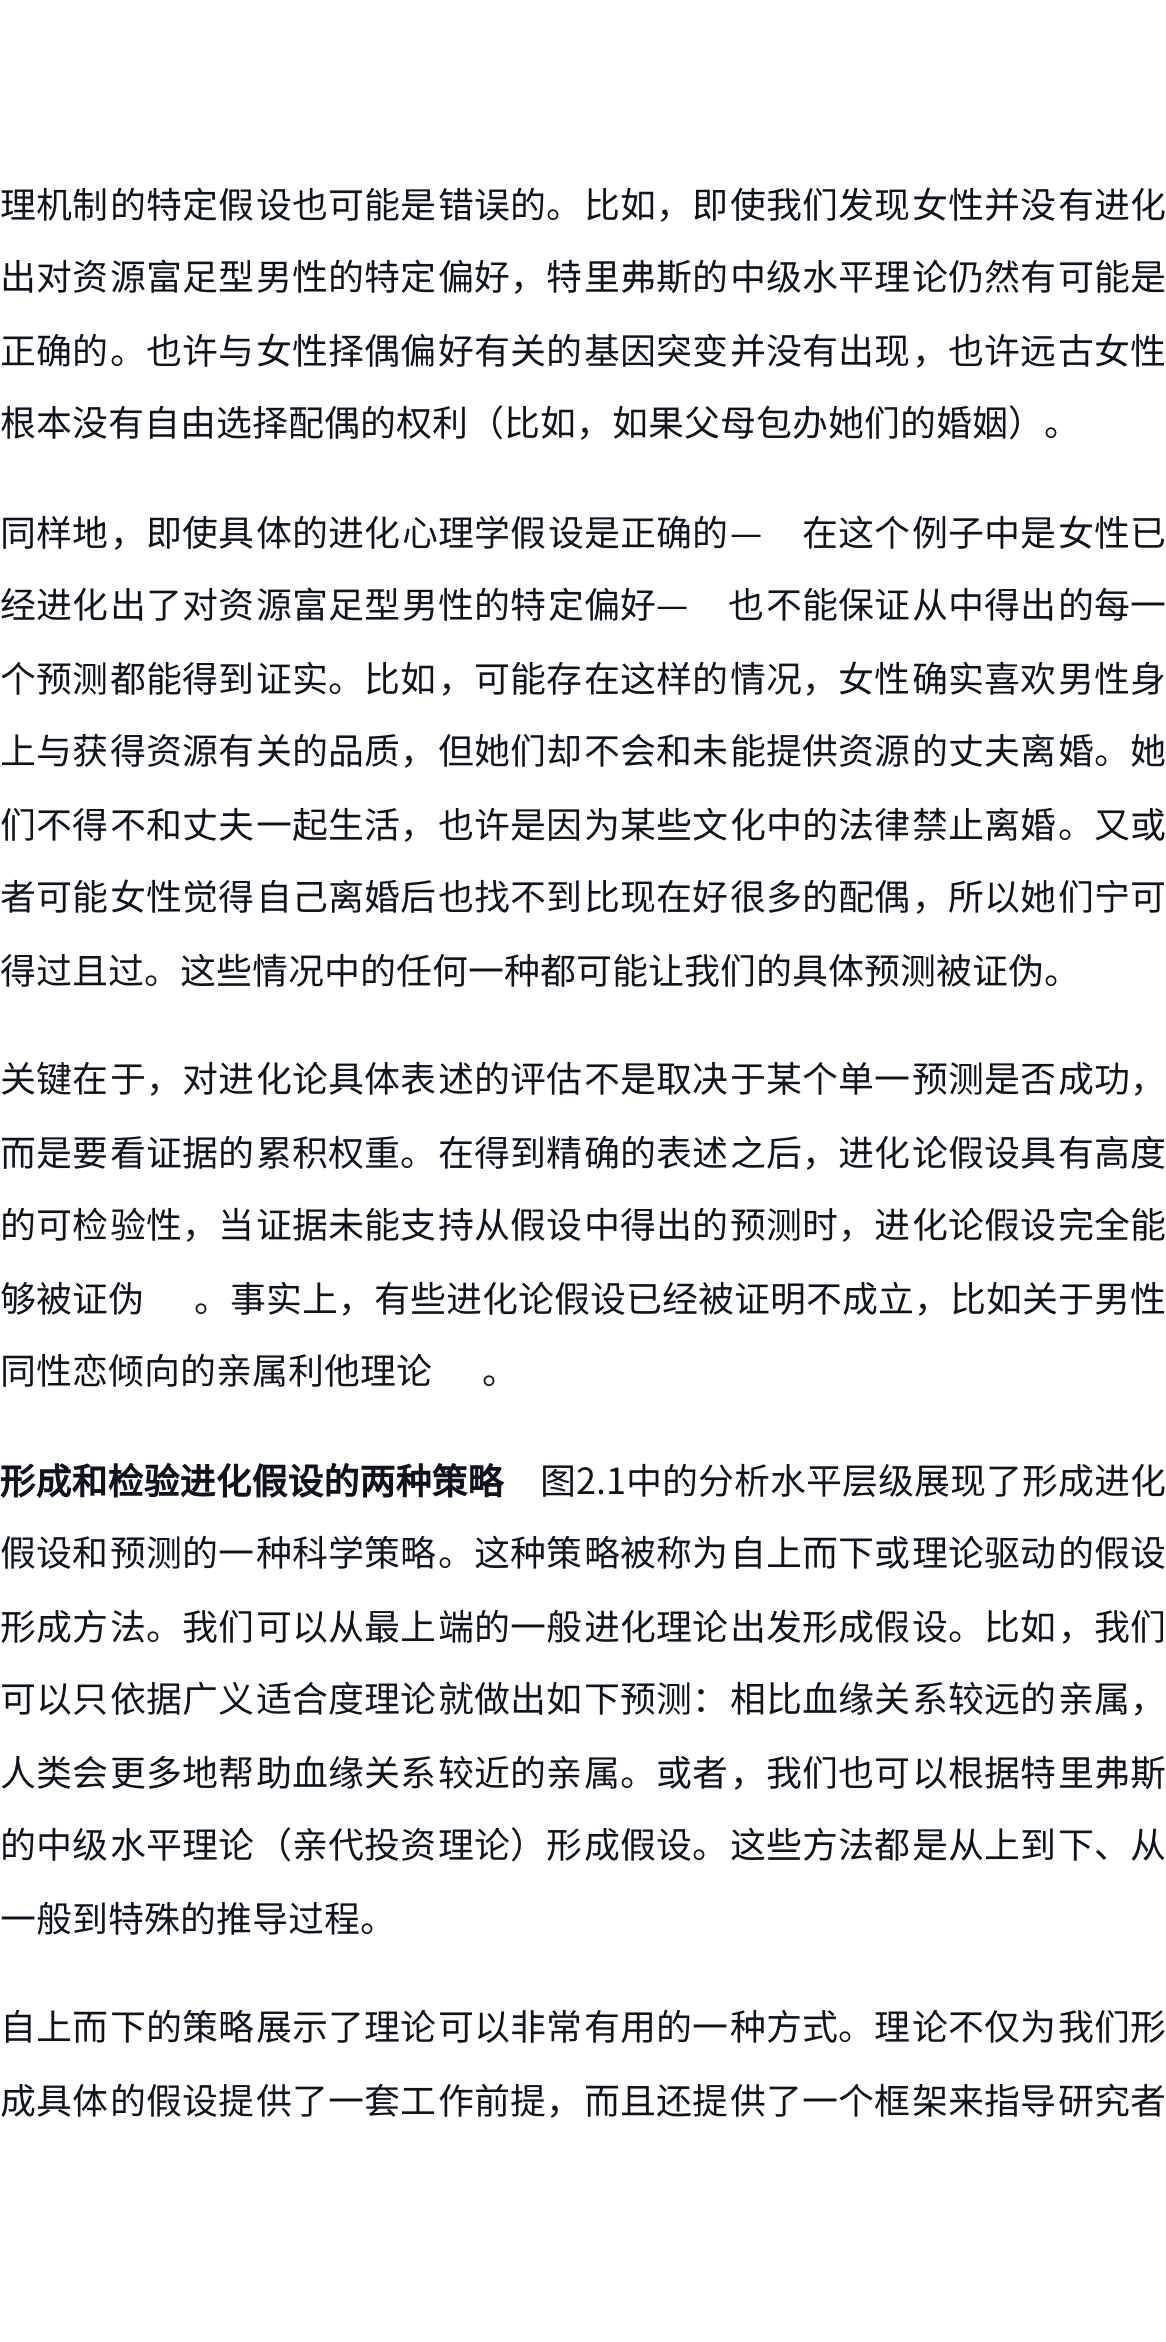 理机制的特定假设也可能是错误的。比如，即使我们发现女性并没有进化
出对资源富足型男性的特定偏好，特里弗斯的中级水平理论仍然有可能是
正确的。也许与女性择偶偏好有关的基因突变并没有出现，也许远古女性
根本没有自由选择配偶的权利（比如，如果父母包办她们的婚姻）。
同样地，即使具体的进化心理学假设是正确的— 在这个例子中是女性已
经进化出了对资源富足型男性的特定偏好— 也不能保证从中得出的每一
个预测都能得到证实。比如，可能存在这样的情况，女性确实喜欢男性身
上与获得资源有关的品质，但她们却不会和未能提供资源的丈夫离婚。她
们不得不和丈夫一起生活，也许是因为某些文化中的法律禁止离婚。又或
者可能女性觉得自己离婚后也找不到比现在好很多的配偶，所以她们宁可
得过且过。这些情况中的任何一种都可能让我们的具体预测被证伪。
关键在于，对进化论具体表述的评估不是取决于某个单一预测是否成功，
而是要看证据的累积权重。在得到精确的表述之后，进化论假设具有高度
的可检验性，当证据未能支持从假设中得出的预测时，进化论假设完全能
够被证伪 。事实上，有些进化论假设已经被证明不成立，比如关于男性
同性恋倾向的亲属利他理论 。
形成和检验进化假设的两种策略 图2.1中的分析水平层级展现了形成进化
假设和预测的一种科学策略。这种策略被称为自上而下或理论驱动的假设
形成方法。我们可以从最上端的一般进化理论出发形成假设。比如，我们
可以只依据广义适合度理论就做出如下预测：相比血缘关系较远的亲属，
人类会更多地帮助血缘关系较近的亲属。或者，我们也可以根据特里弗斯
的中级水平理论（亲代投资理论）形成假设。这些方法都是从上到下、从
一般到特殊的推导过程。
自上而下的策略展示了理论可以非常有用的一种方式。理论不仅为我们形
成具体的假设提供了一套工作前提，而且还提供了一个框架来指导研究者